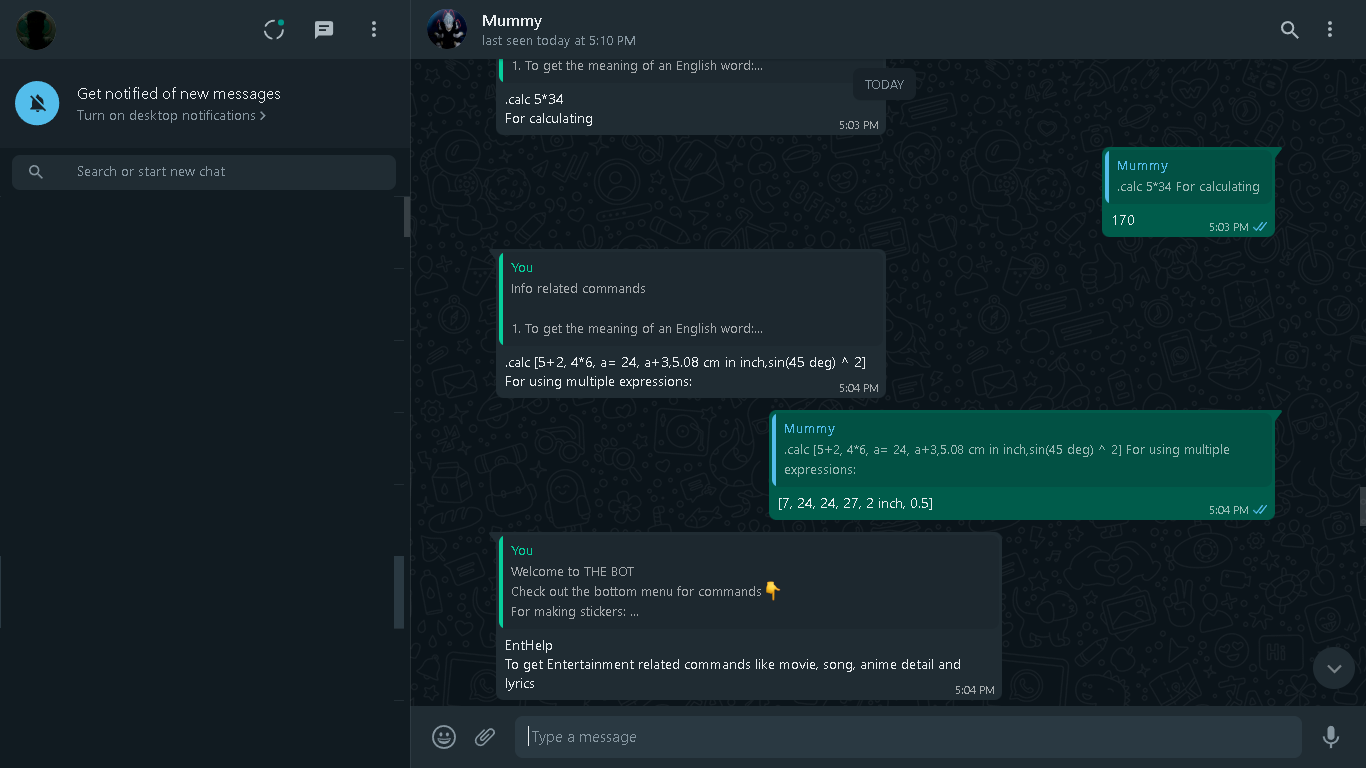 Mummy
last seen today at 5:10 PM
Get notified of new messages
Turn on desktop notifications >
Search or start new chat
1. To get the meaning of an English word:...
TODAY
.calc 5*34
For calculating
5:03 PM
Mummy
.calc 5*34 For calculating
170
5:03 PM
You
Info related commands
1. To get the meaning of an English word:...
.calc [5+2, 4*6, a= 24, a+3,5.08 cm in inch,sin(45 deg) ^ 2]
For using multiple expressions:
5:04 PM
Mummy
.calc [5+2, 4*6, a= 24, a+3,5.08 cm in inch,sin(45 deg) ^ 2] For using multiple
expressions:
[7, 24, 24, 27, 2 inch, 0.5]
5:04 PM
You
Welcome to THE BOT
Check out the bottom menu for commands👇
For making stickers: ...
EntHelp
To get Entertainment related commands like movie, song, anime detail and
lyrics
5:04 PM
Type a message